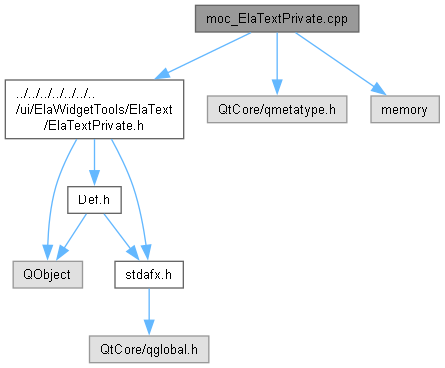 moc_ElaTextPrivate.cpp
../../../../../../..
/ui/ElaWidgetTools/ElaText
/ElaTextPrivate.h
QtCore/qmetatype.h
memory
Def.h
QObject
stdafx.h
QtCore/qglobal.h